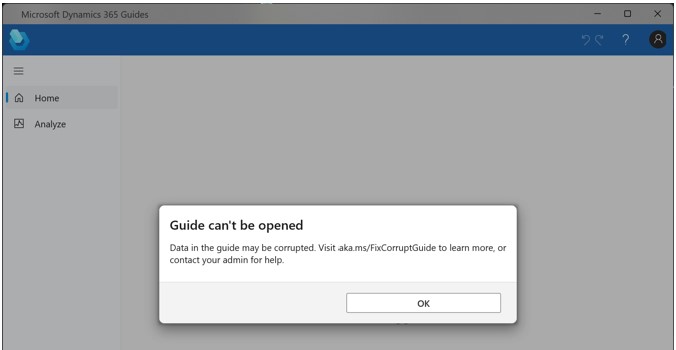 Microsoft Dynamics 365 Guides
?
Home
Analyze
Guide can't be opened
Data in the guide may be corrupted. Visit aka.ms/FixCorruptGuide to learn more, or
contact your admin for help.
OK